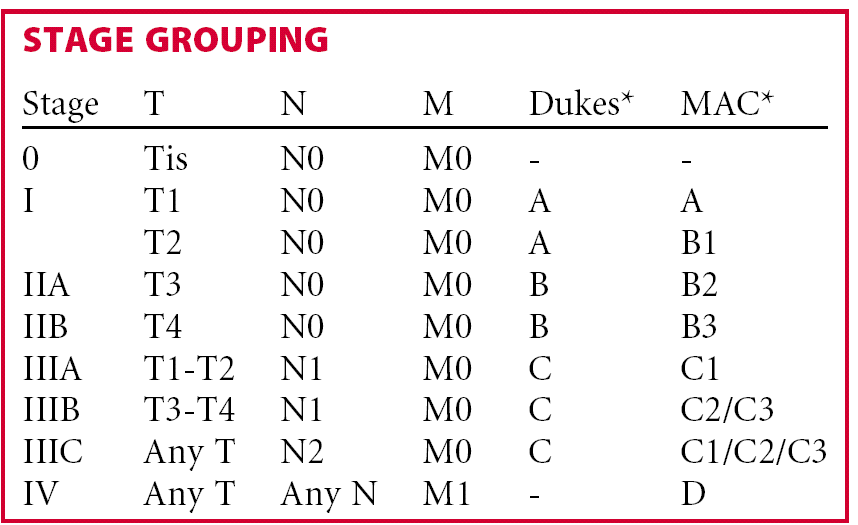 STAGE GROUPING
Stage T N M Dukes* MAC*
0 Tis N0 M0 - -
I T1 N0 M0 A A
T2 N0 M0 A B1
IIA T3 N0 M0 B B2
IIB T4 N0 M0 B B3
IIIA T1-T2 N1 M0 C C1
IIIB T3-T4 N1 M0 C C2/C3
IIIC Any T N2 M0 C C1/C2/C3
IV Any T Any N M1 - D